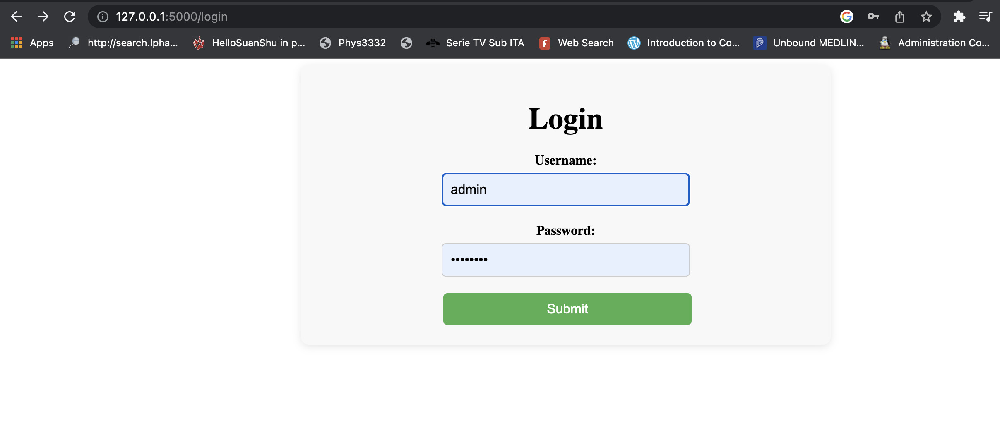 127.0.0.1:5000/login
Apps http://search.lpha... HelloSuanShu in p... Phys3332 Serie TV Sub ITA Web Search Introduction to Co... Unbound MEDLIN... Administration Co...
Login
Username:
admin
Password:
••••••••
Submit